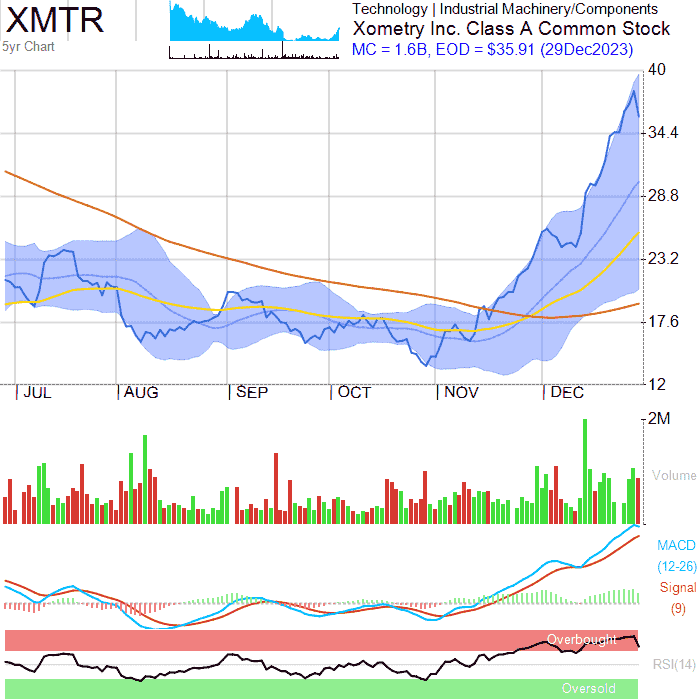 XMTR
5yr Chart
Technology | Industrial Machinery/Components
Xometry Inc. Class A Common Stock
MC = 1.6B, EOD = $35.91 (29Dec2023)
40
34.4
28.8
23.2
17.6
12
JUL AUG SEP OCT NOV DEC
2M
Volume
MACD
(12-26)
Signal
(9)
Overbought
RSI(14)
Oversold